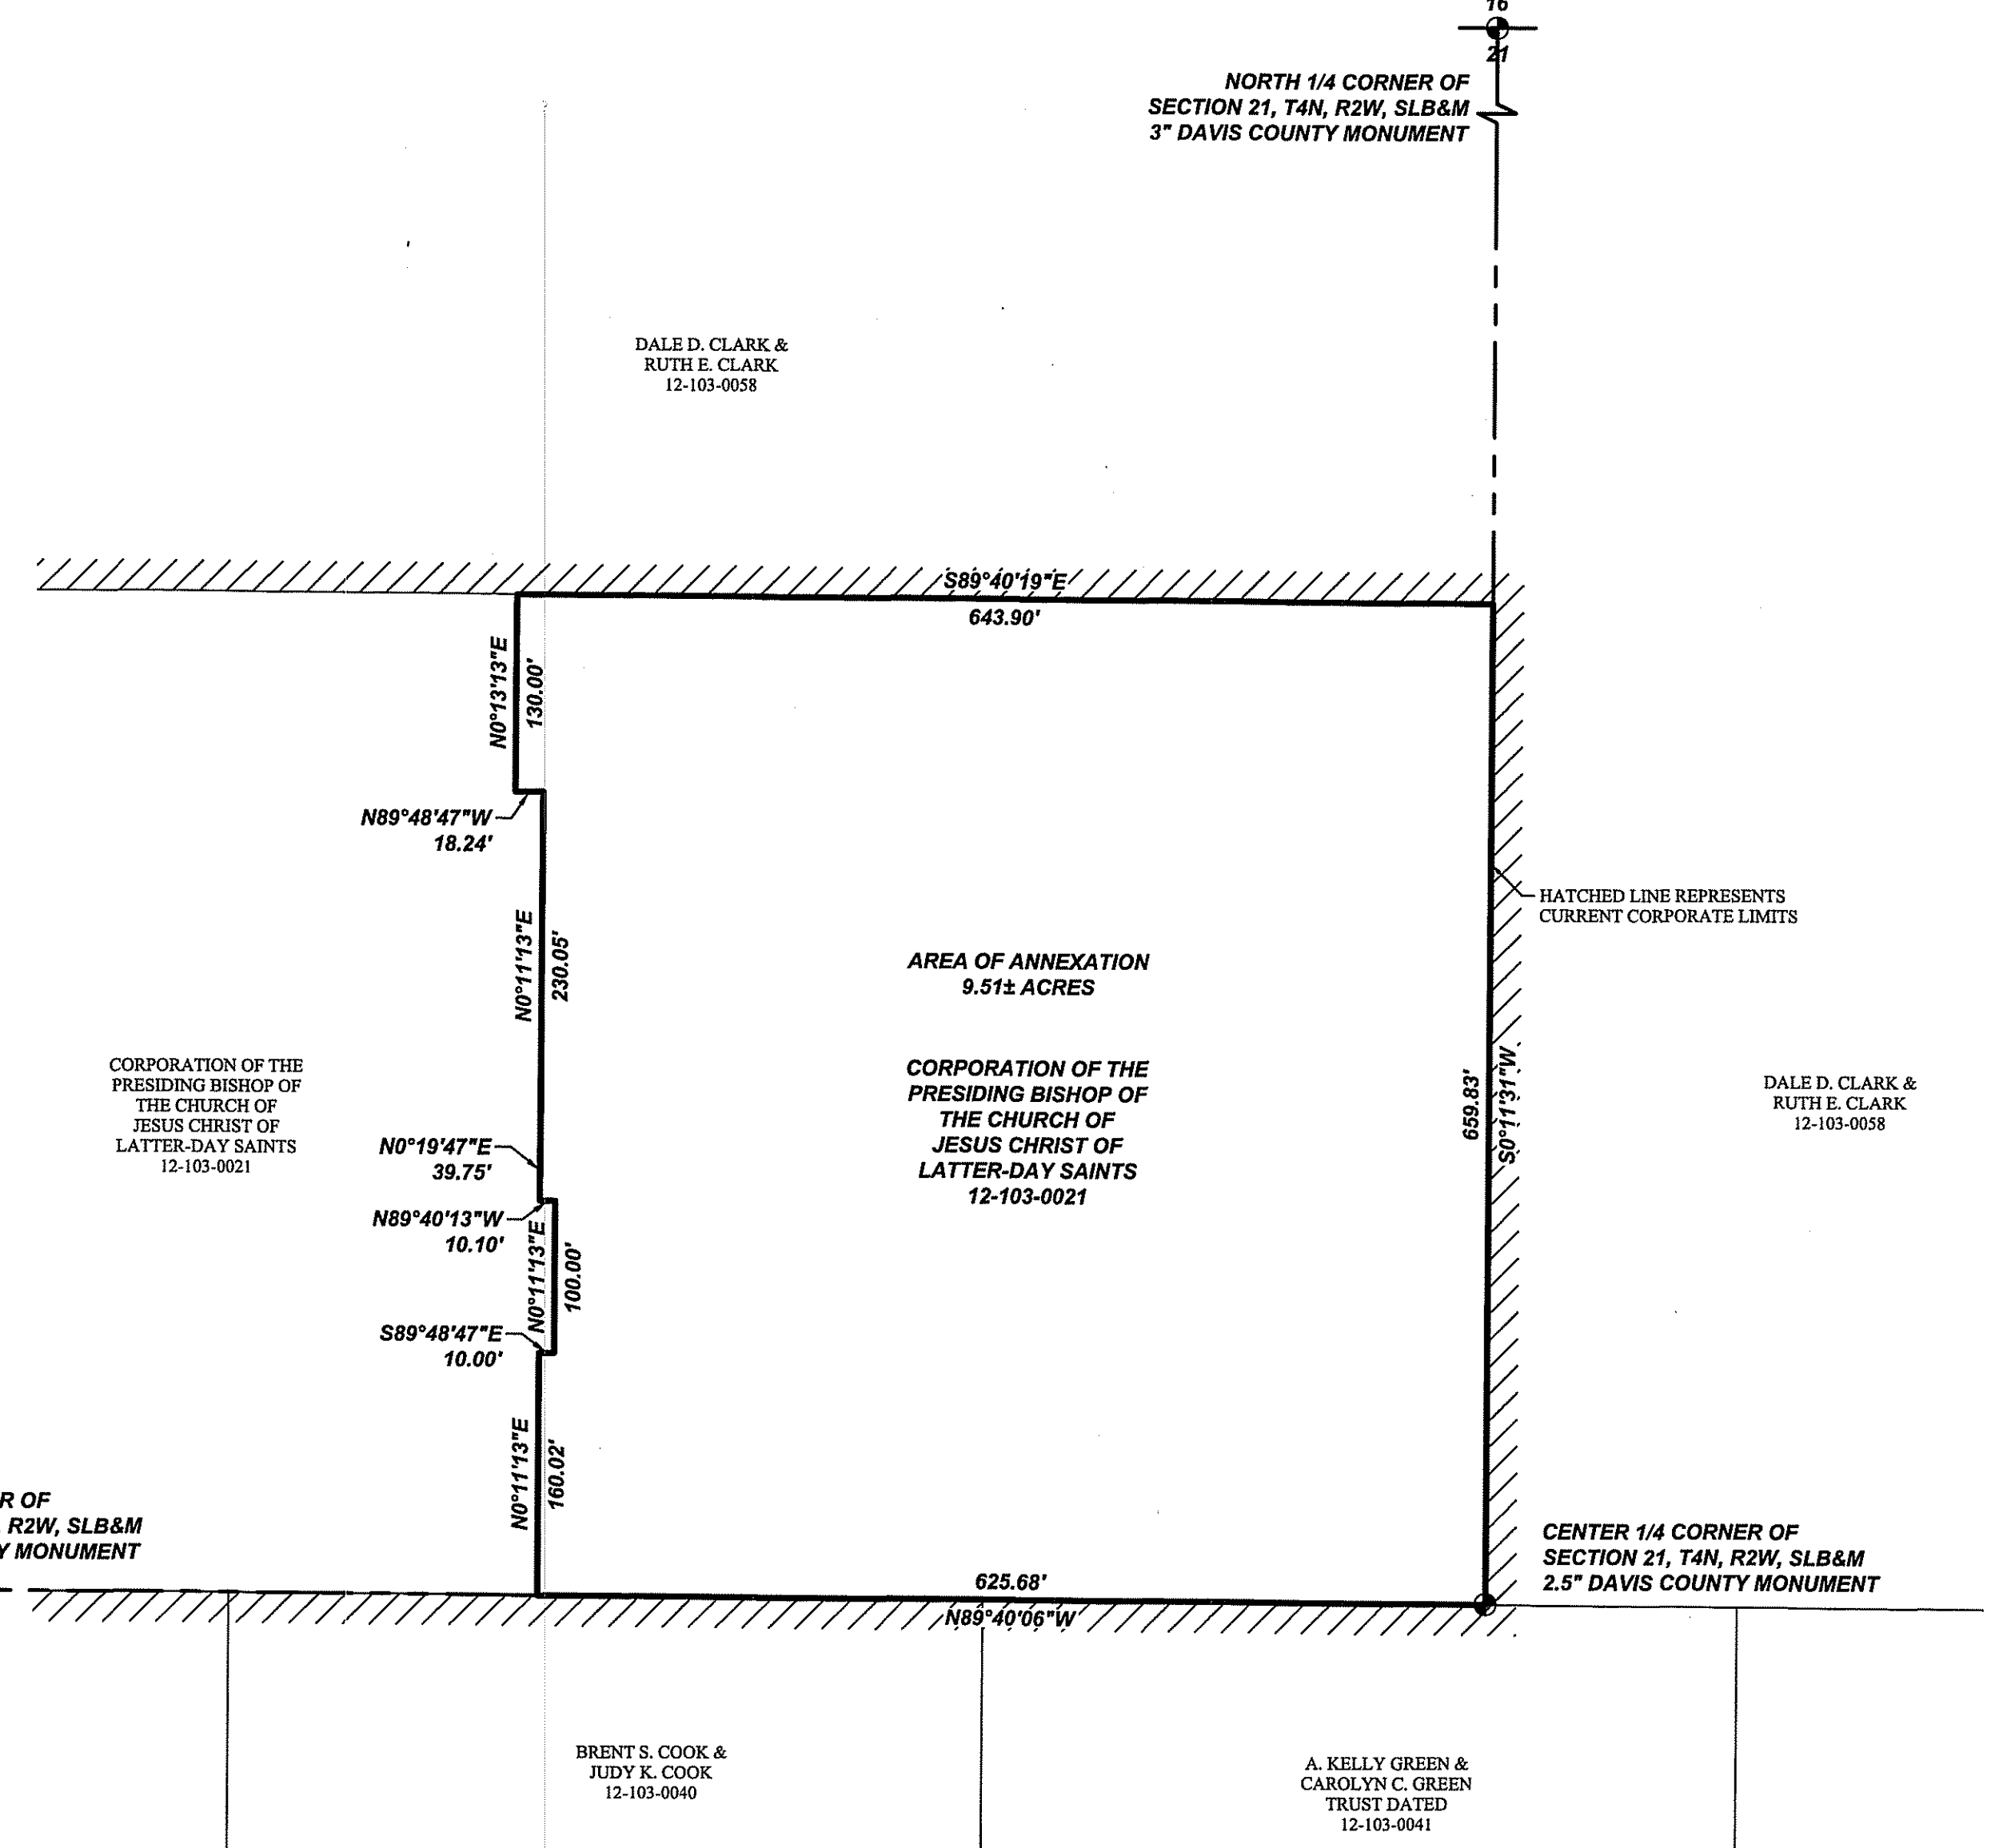 16
21
NORTH 1/4 CORNER OF
SECTION 21, T4N, R2W, SLB&M
3" DAVIS COUNTY MONUMENT
DALE D. CLARK &
RUTH E. CLARK
12-103-0058
S89°40'19"E
643.90'
N0°13'13"E
130.00'
N89°48'47"W
18.24'
N0°11'13"E
230.05'
HATCHED LINE REPRESENTS
CURRENT CORPORATE LIMITS
AREA OF ANNEXATION
9.51± ACRES
CORPORATION OF THE
PRESIDING BISHOP OF
THE CHURCH OF
JESUS CHRIST OF
LATTER-DAY SAINTS
12-103-0021
CORPORATION OF THE
PRESIDING BISHOP OF
THE CHURCH OF
JESUS CHRIST OF
LATTER-DAY SAINTS
12-103-0021
659.83'
S0°11'31"W
DALE D. CLARK &
RUTH E. CLARK
12-103-0058
N0°19'47"E
39.75'
N89°40'13"W
10.10'
N0°11'13"E
100.00'
S89°48'47"E
10.00'
N0°11'13"E
160.02'
R OF
R2W, SLB&M
Y MONUMENT
CENTER 1/4 CORNER OF
SECTION 21, T4N, R2W, SLB&M
2.5" DAVIS COUNTY MONUMENT
625.68'
N89°40'06"W
BRENT S. COOK &
JUDY K. COOK
12-103-0040
A. KELLY GREEN &
CAROLYN C. GREEN
TRUST DATED
12-103-0041